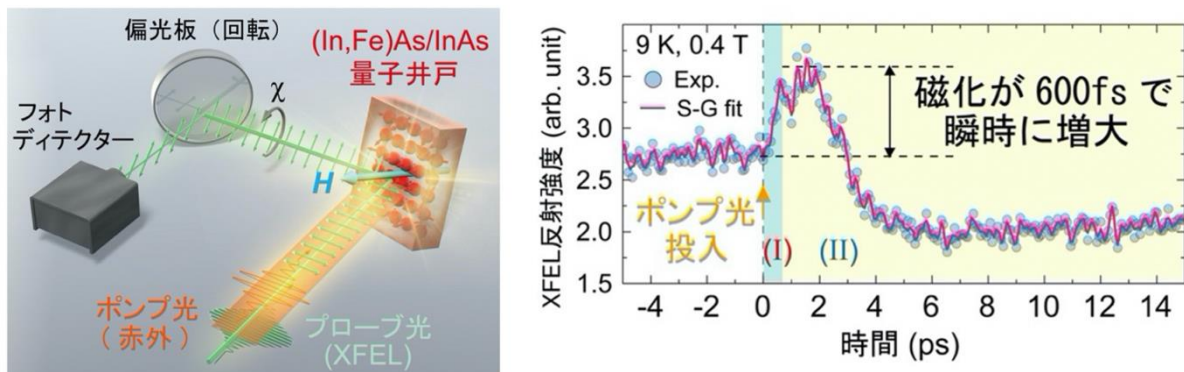 偏光板（回転）
(In,Fe)As/InAs
量子井戸
フォト
ディテクター
χ
H
ポンプ光
（赤外）
プローブ光
(XFEL)
XFEL反射強度 (arb. unit)
3.5
3.0
2.5
2.0
1.5
9 K, 0.4 T
Exp.
S-G fit
磁化が 600fs で
瞬時に増大
ポンプ光
投入
(I)
(II)
-4 -2 0 2 4 6 8 10 12 14
時間 (ps)